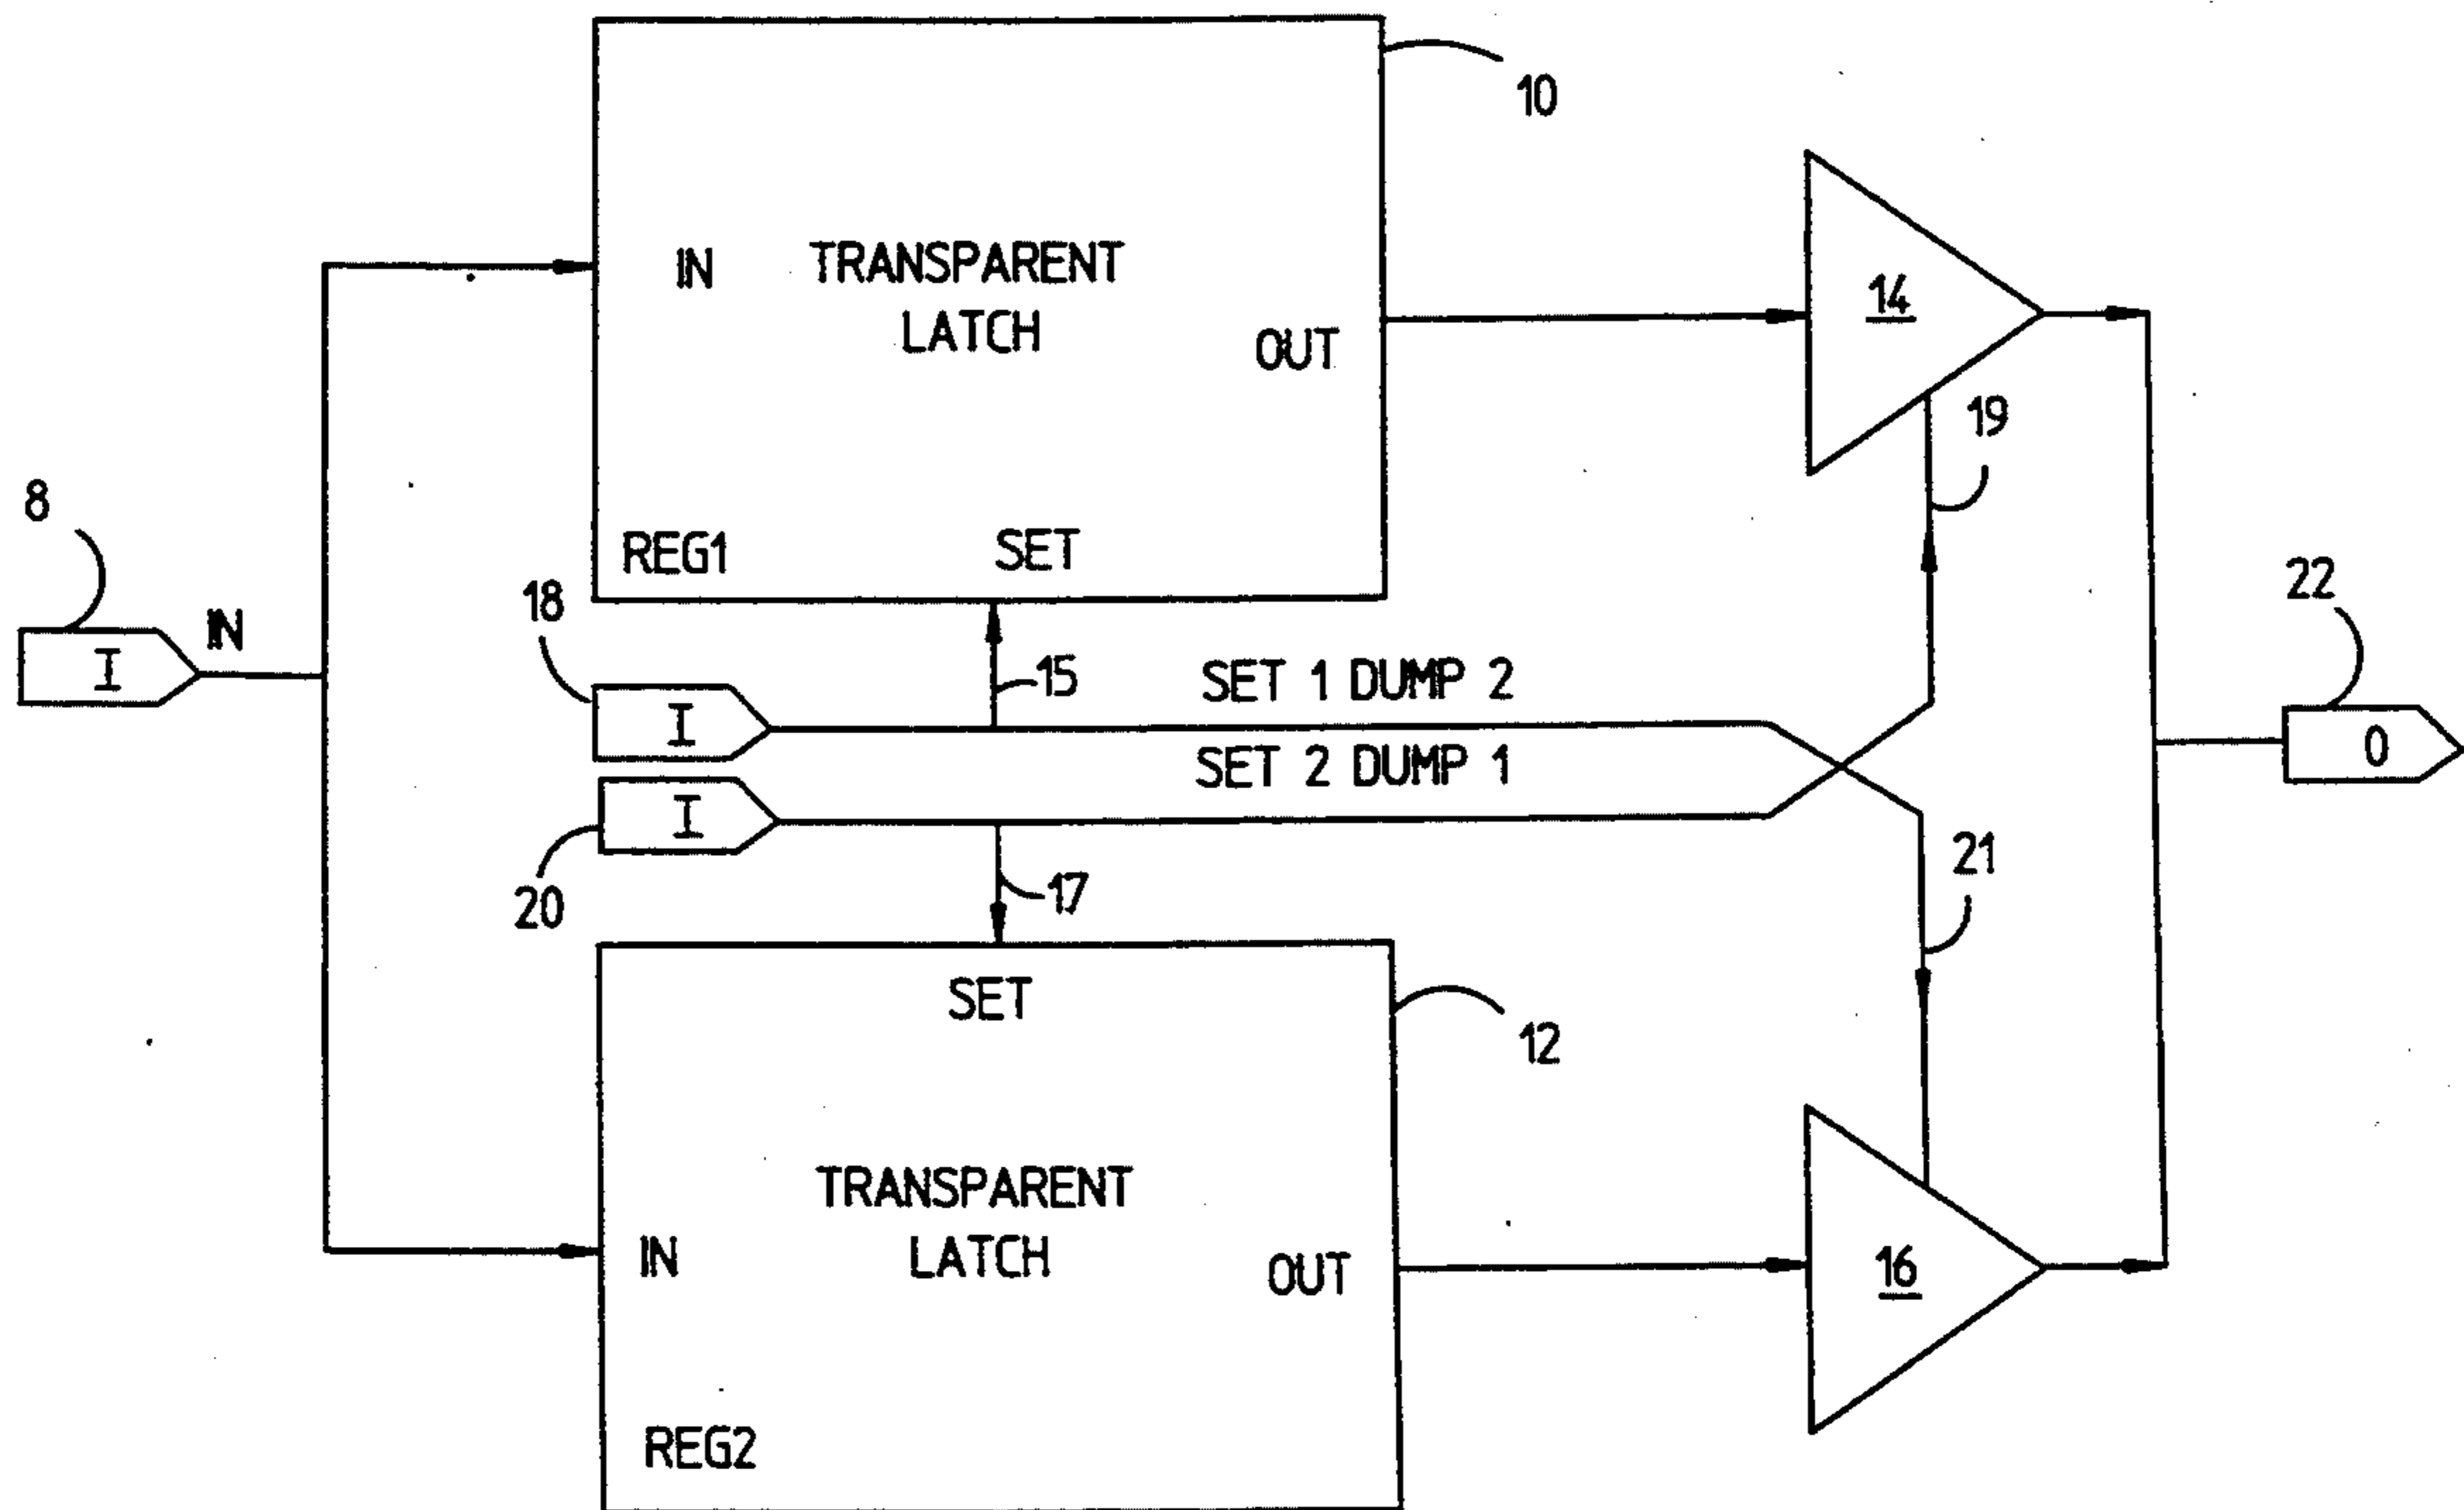 10
IN
TRANSPARENT
LATCH
OUT
14
19
REG1
SET
8
I
IN
18
I
15
SET 1 DUMP 2
22
O
I
SET 2 DUMP 1
20
17
21
SET
12
IN
TRANSPARENT
LATCH
OUT
16
REG2